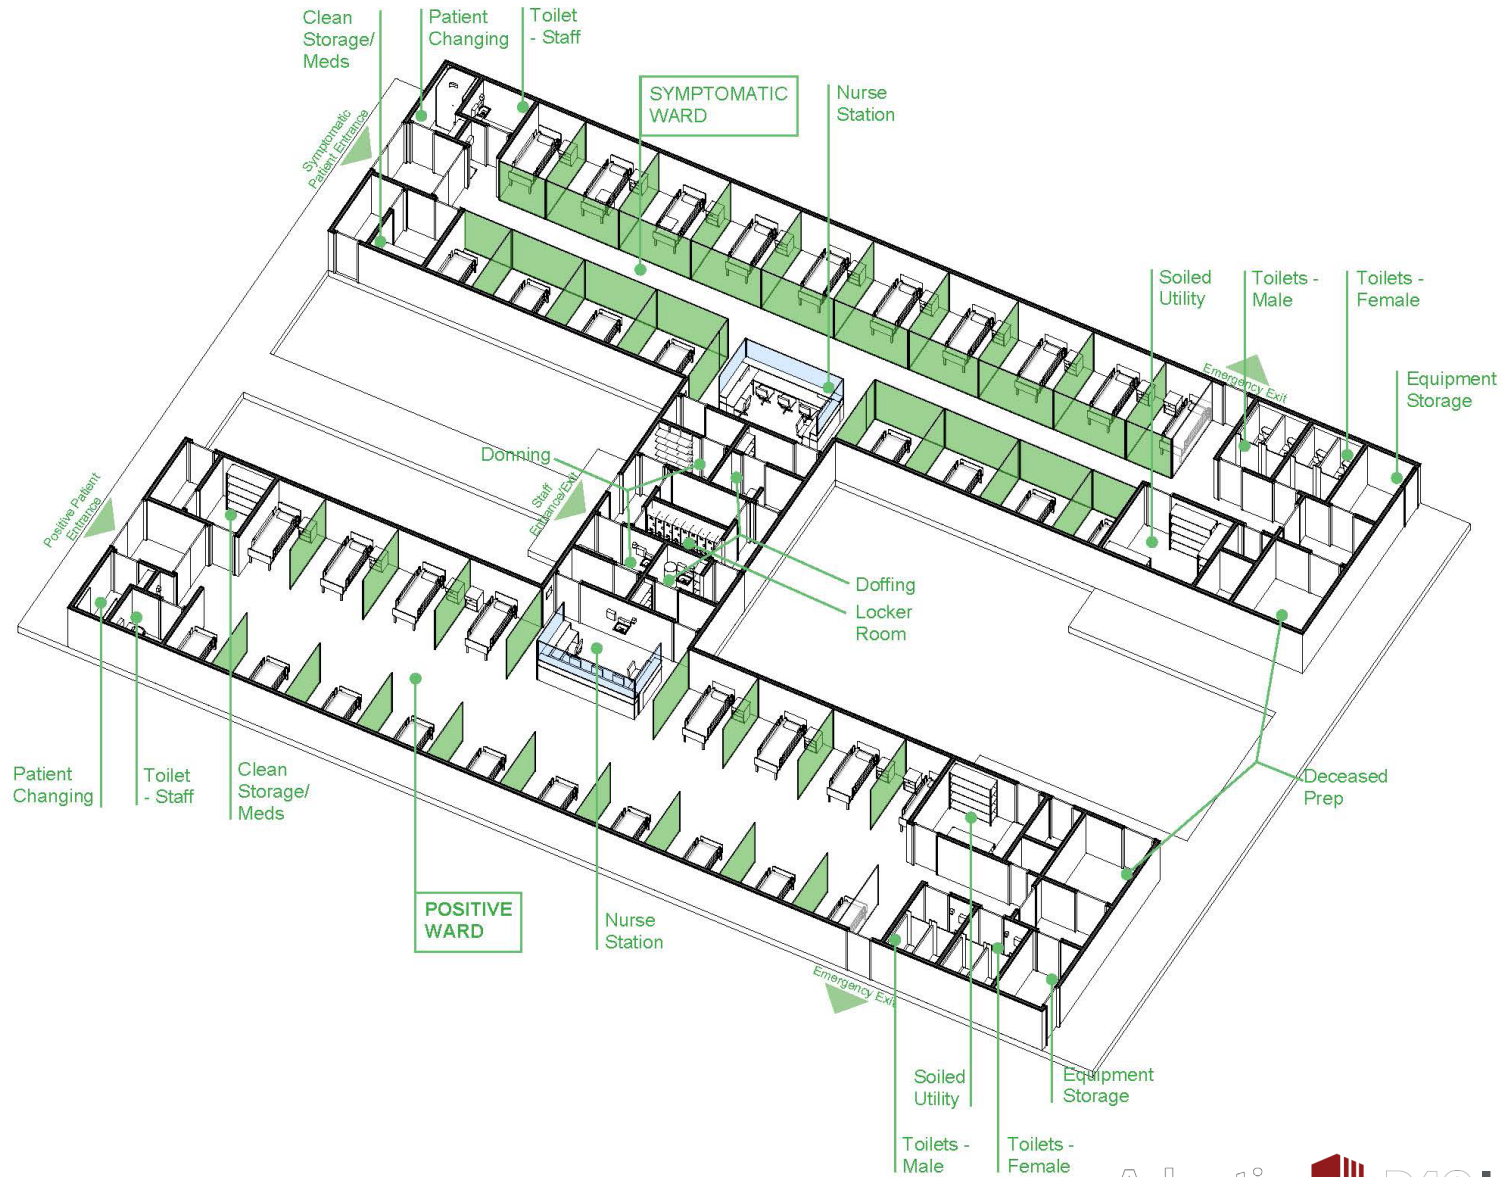 Clean
Storage/
Meds
Patient
Changing
Toilet
- Staff
SYMPTOMATIC
WARD
Nurse
Station
Symptomatic
Patient Entrance
Soiled
Utility
Toilets -
Male
Toilets -
Female
Emergency Exit
Equipment
Storage
Donning
Staff
Entrance/Exit
Positive Patient
Entrance
Doffing
Locker
Room
Patient
Changing
Toilet
- Staff
Clean
Storage/
Meds
Deceased
Prep
POSITIVE
WARD
Nurse
Station
Emergency Exit
Soiled
Utility
Equipment
Storage
Toilets -
Male
Toilets -
Female